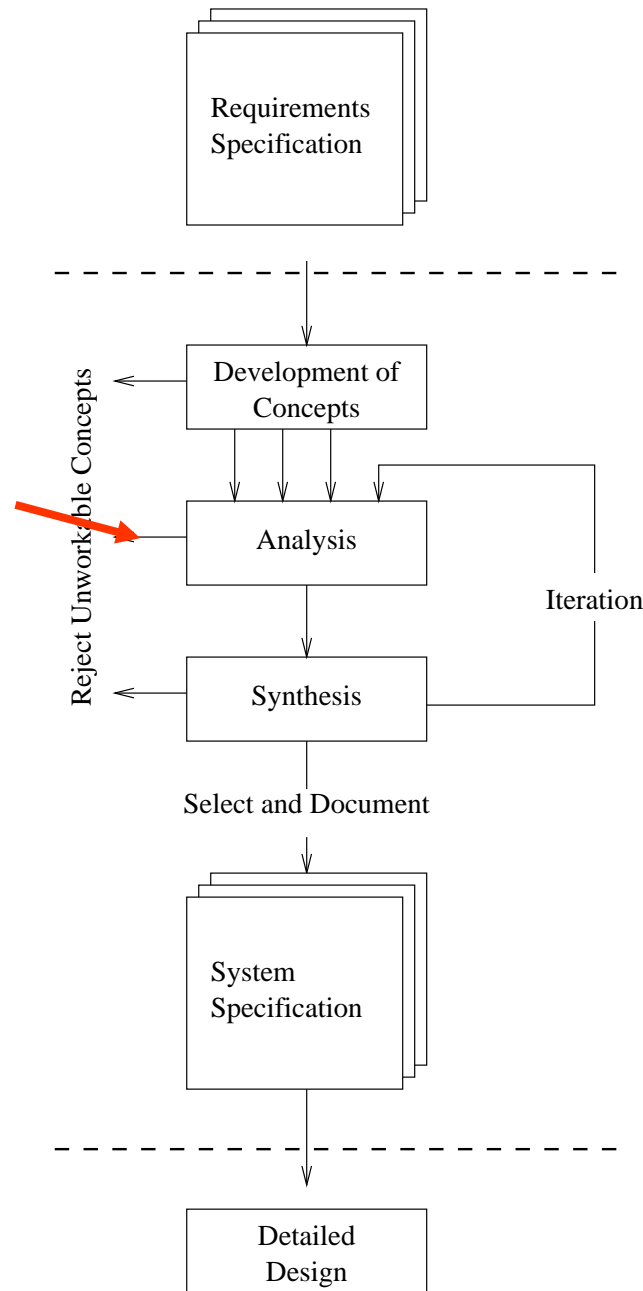 Requirements
Specification
Development of
Concepts
Reject Unworkable Concepts
Analysis
Iteration
Synthesis
Select and Document
System
Specification
Detailed
Design